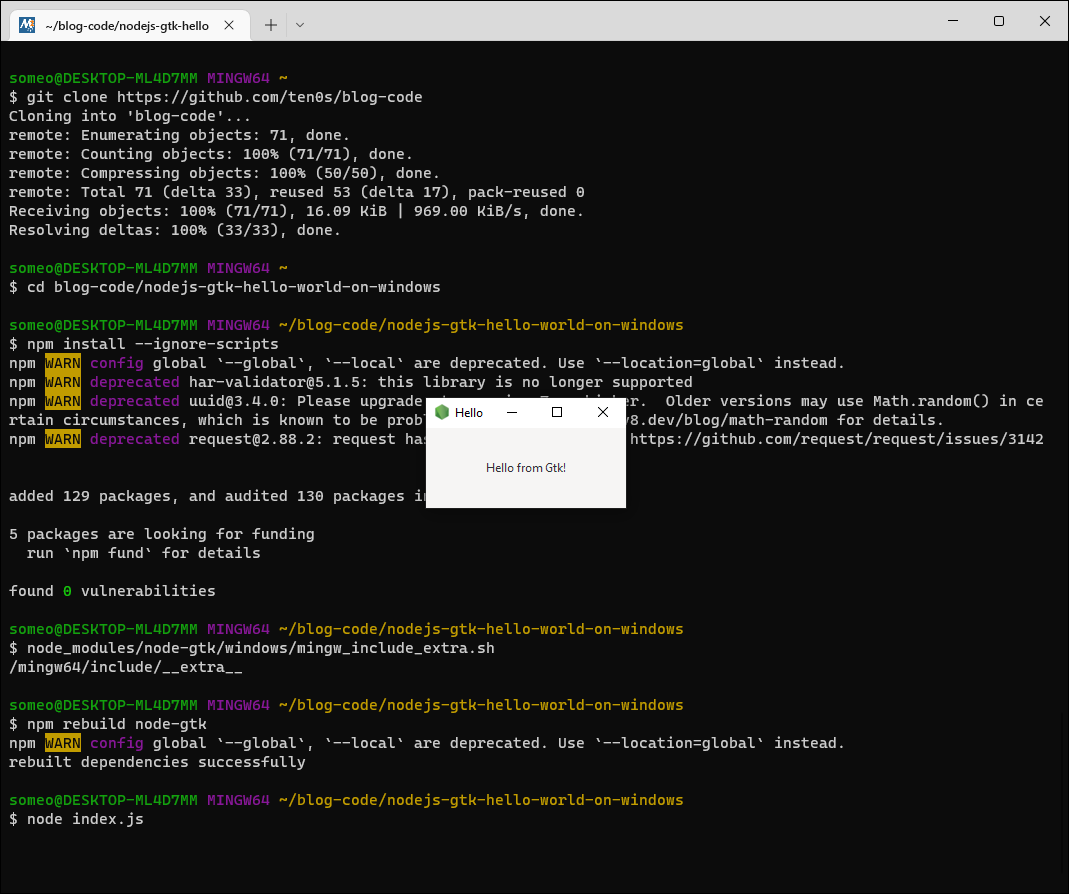 ~/blog-code/nodejs-gtk-hello
someo@DESKTOP-ML4D7MM MINGW64 ~
$ git clone https://github.com/ten0s/blog-code
Cloning into 'blog-code'...
remote: Enumerating objects: 71, done.
remote: Counting objects: 100% (71/71), done.
remote: Compressing objects: 100% (50/50), done.
remote: Total 71 (delta 33), reused 53 (delta 17), pack-reused 0
Receiving objects: 100% (71/71), 16.09 KiB | 969.00 KiB/s, done.
Resolving deltas: 100% (33/33), done.
someo@DESKTOP-ML4D7MM MINGW64 ~
$ cd blog-code/nodejs-gtk-hello-world-on-windows
someo@DESKTOP-ML4D7MM MINGW64 ~/blog-code/nodejs-gtk-hello-world-on-windows
$ npm install --ignore-scripts
npm WARN config global `--global`, `--local` are deprecated. Use `--location=global` instead.
npm WARN deprecated har-validator@5.1.5: this library is no longer supported
npm WARN deprecated uuid@3.4.0: Please upgrade r. Older versions may use Math.random() in ce
rtain circumstances, which is known to be prob v8.dev/blog/math-random for details.
npm WARN deprecated request@2.88.2: request has https://github.com/request/request/issues/3142
Hello
Hello from Gtk!
added 129 packages, and audited 130 packages in
5 packages are looking for funding
run `npm fund` for details
found 0 vulnerabilities
someo@DESKTOP-ML4D7MM MINGW64 ~/blog-code/nodejs-gtk-hello-world-on-windows
$ node_modules/node-gtk/windows/mingw_include_extra.sh
/mingw64/include/__extra__
someo@DESKTOP-ML4D7MM MINGW64 ~/blog-code/nodejs-gtk-hello-world-on-windows
$ npm rebuild node-gtk
npm WARN config global `--global`, `--local` are deprecated. Use `--location=global` instead.
rebuilt dependencies successfully
someo@DESKTOP-ML4D7MM MINGW64 ~/blog-code/nodejs-gtk-hello-world-on-windows
$ node index.js